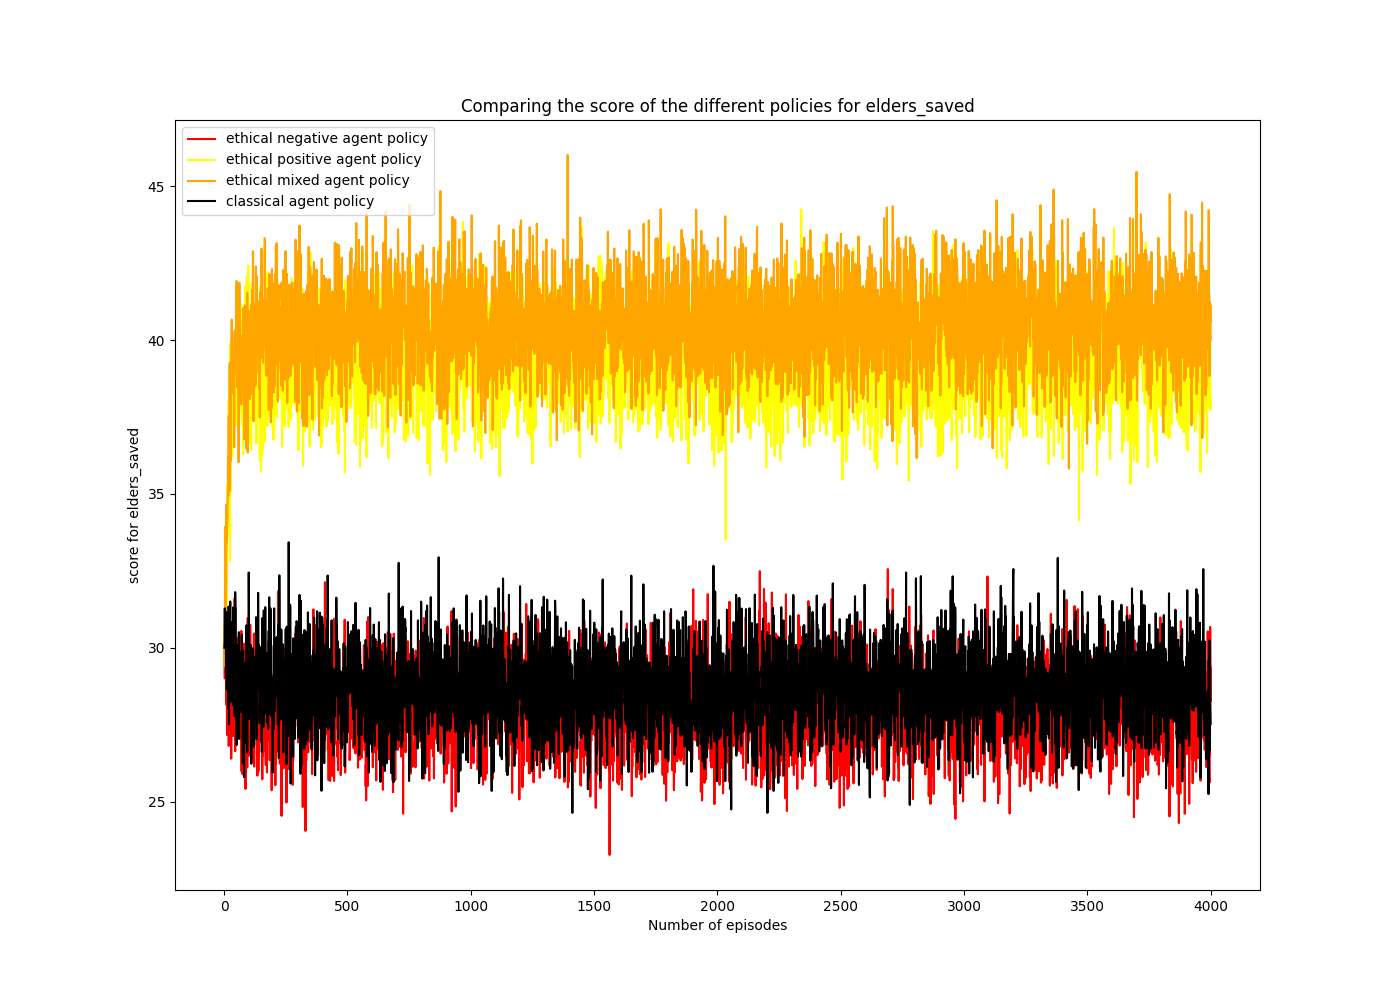 Comparing the score of the different policies for elders_saved
ethical negative agent policy
ethical positive agent policy
ethical mixed agent policy
classical agent policy
45
40
35
30
25
score for elders_saved
0 500 1000 1500 2000 2500 3000 3500 4000
Number of episodes